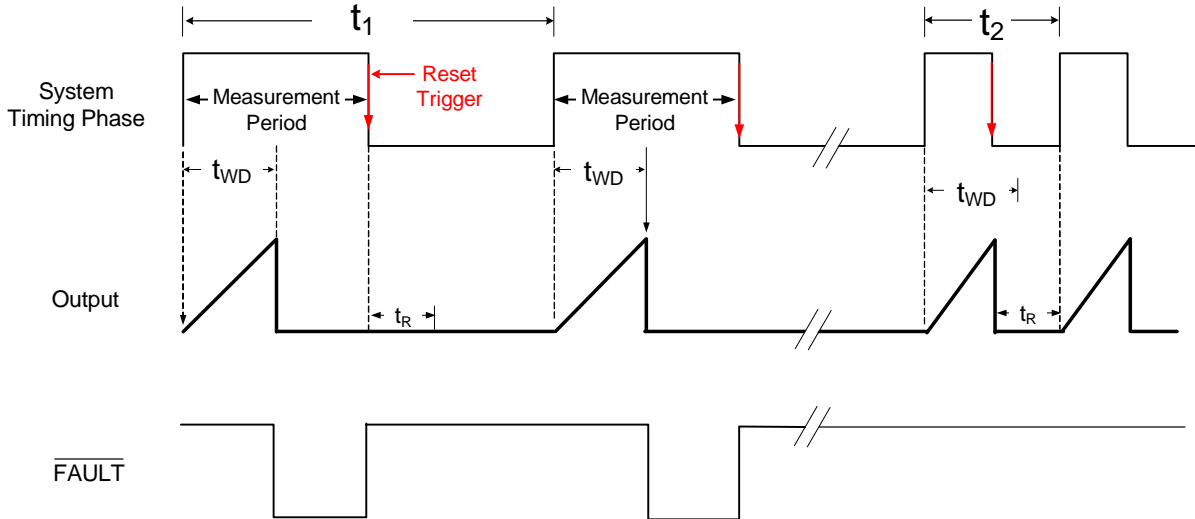 t1
t2
System
Timing Phase
Reset
Trigger
Measurement
Period
Measurement
Period
tWD
tWD
tWD
Output
tR
tR
FAULT